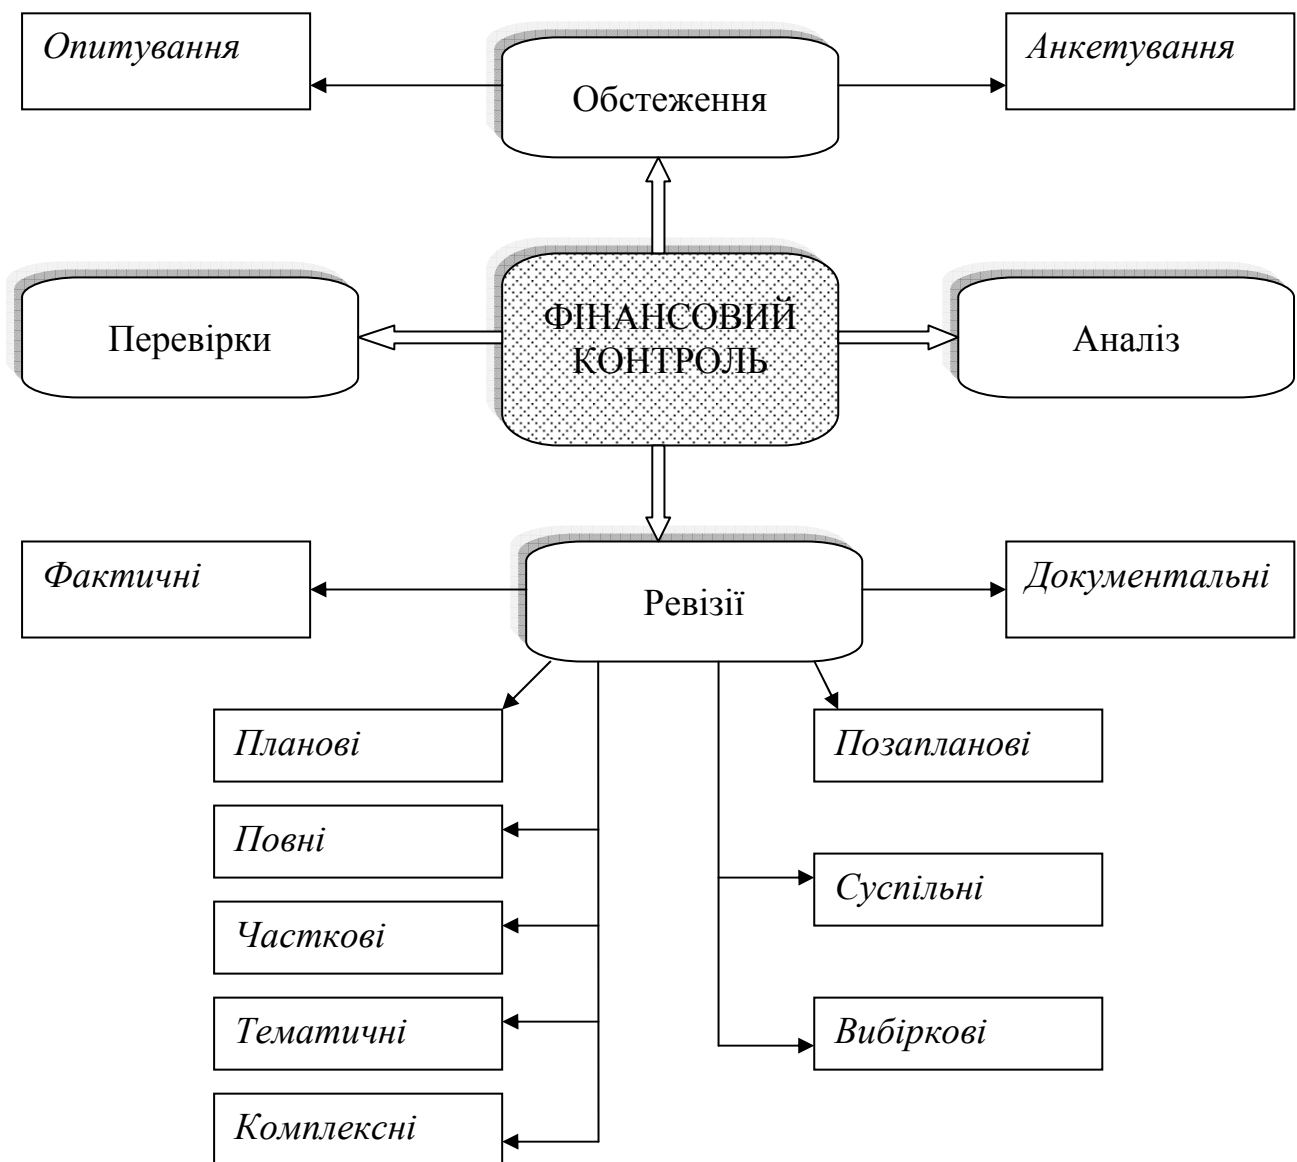 Опитування
Обстеження
Анкетування
Перевірки
ФІНАНСОВИЙ
КОНТРОЛЬ
Аналіз
Фактичні
Ревізії
Документальні
Планові
Позапланові
Повні
Суспільні
Часткові
Тематичні
Вибіркові
Комплексні